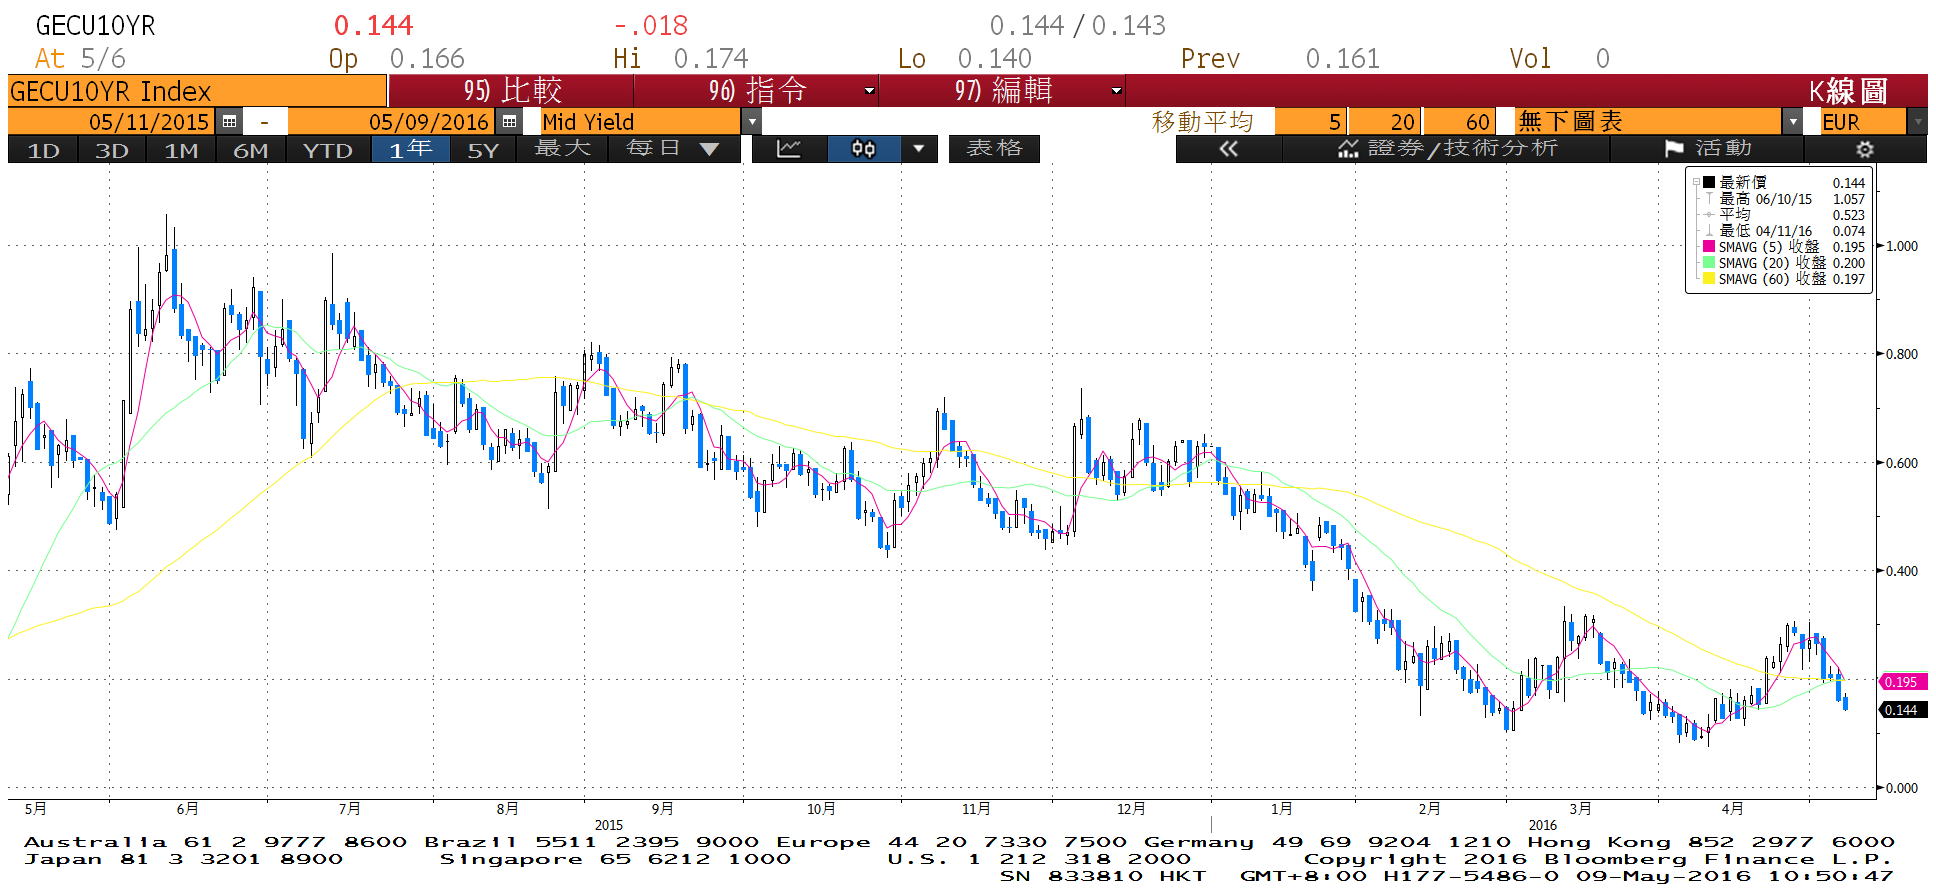 GECU10YR 0.144 -.018 0.144 / 0.143
At 5/6 Op 0.166 Hi 0.174 Lo 0.140 Prev 0.161 Vol 0
GECU10YR Index 95) 比較 96) 指令 97) 編輯 K線圖
05/11/2015 - 05/09/2016 Mid Yield 移動平均 5 20 60 無下圖表 EUR
1D 3D 1M 6M YTD 1年 5Y 最大 每日 表格 證券/技術分析 活動
最新價 0.144
最高 06/10/15 1.057
平均 0.523
最低 04/11/16 0.074
SMAVG (5) 收盤 0.195
SMAVG (20) 收盤 0.200
SMAVG (60) 收盤 0.197
1.000
0.800
0.600
0.400
0.195
0.144
0.000
5月 6月 7月 8月 9月 10月 11月 12月 1月 2月 3月 4月
2015 2016
Australia 61 2 9777 8600 Brazil 5511 2395 9000 Europe 44 20 7330 7500 Germany 49 69 9204 1210 Hong Kong 852 2977 6000
Japan 81 3 3201 8900 Singapore 65 6212 1000 U.S. 1 212 318 2000 Copyright 2016 Bloomberg Finance L.P.
SN 833810 HKT GMT+8:00 H177-5486-0 09-May-2016 10:50:47